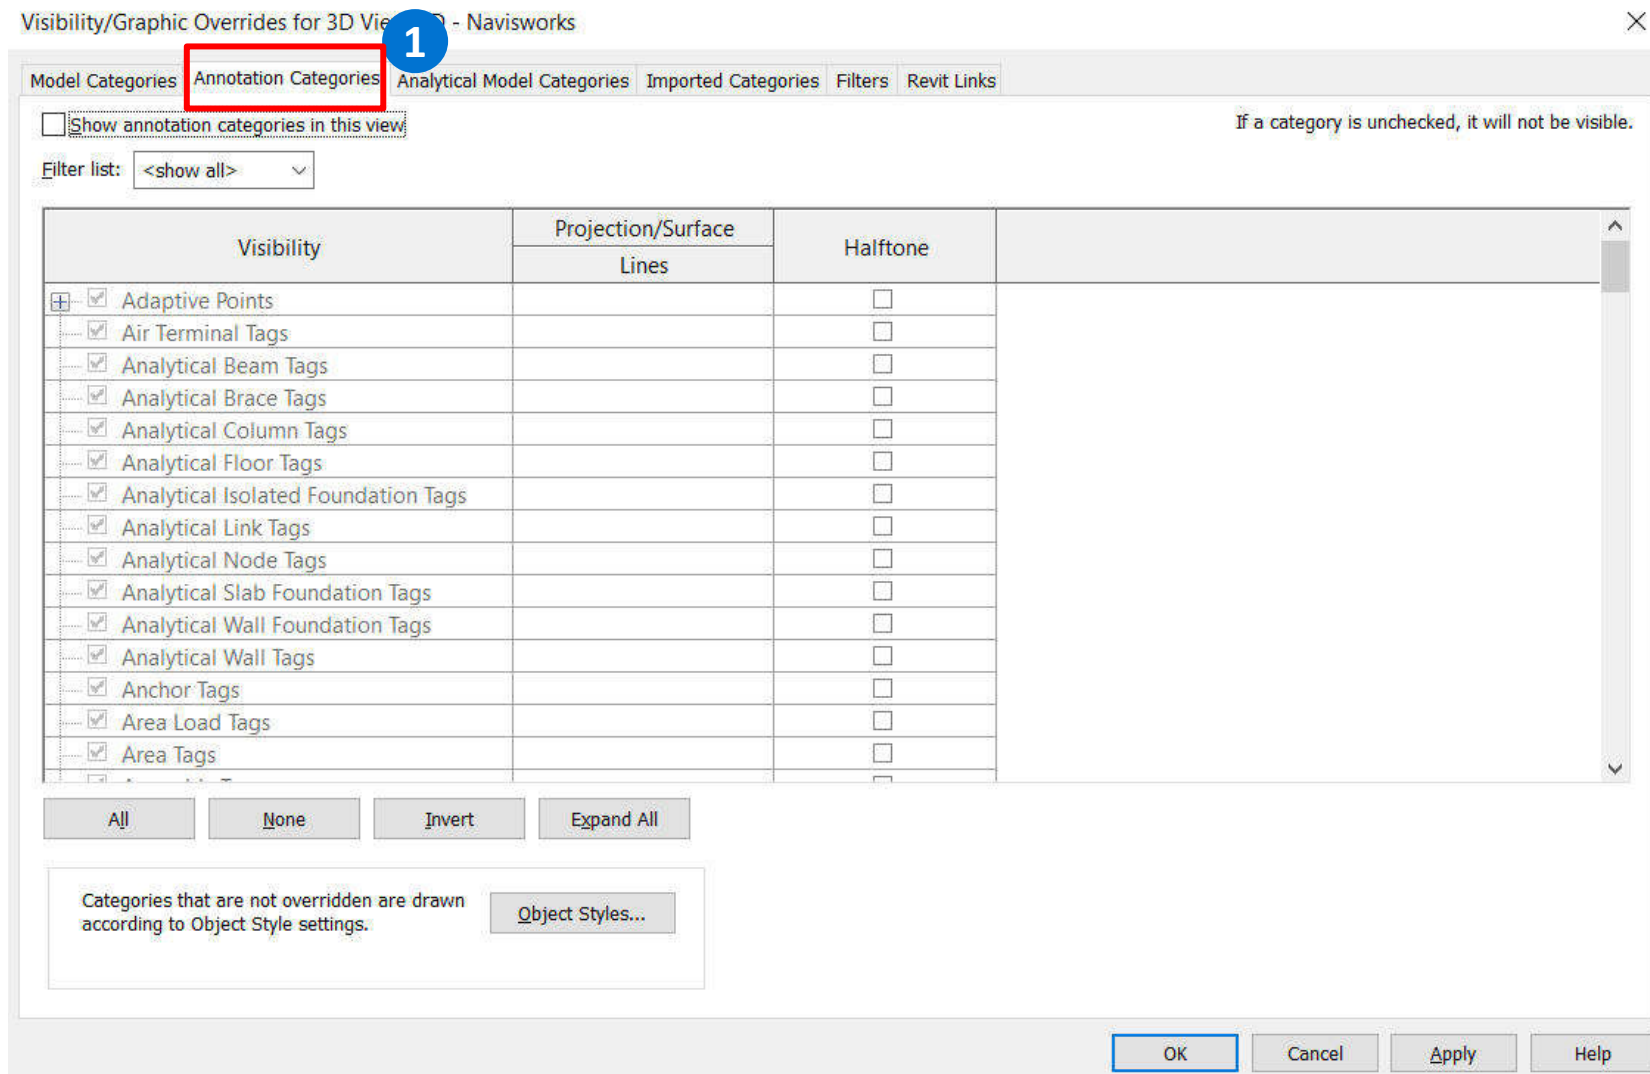 Visibility/Graphic Overrides for 3D View - Navisworks
1
Model Categories Annotation Categories Analytical Model Categories Imported Categories Filters Revit Links
Show annotation categories in this view
If a category is unchecked, it will not be visible.
Filter list: <show all>
Visibility
Projection/Surface
Lines
Halftone
Adaptive Points
Air Terminal Tags
Analytical Beam Tags
Analytical Brace Tags
Analytical Column Tags
Analytical Floor Tags
Analytical Isolated Foundation Tags
Analytical Link Tags
Analytical Node Tags
Analytical Slab Foundation Tags
Analytical Wall Foundation Tags
Analytical Wall Tags
Anchor Tags
Area Load Tags
Area Tags
All None Invert Expand All
Categories that are not overridden are drawn
according to Object Style settings.
Object Styles...
OK Cancel Apply Help